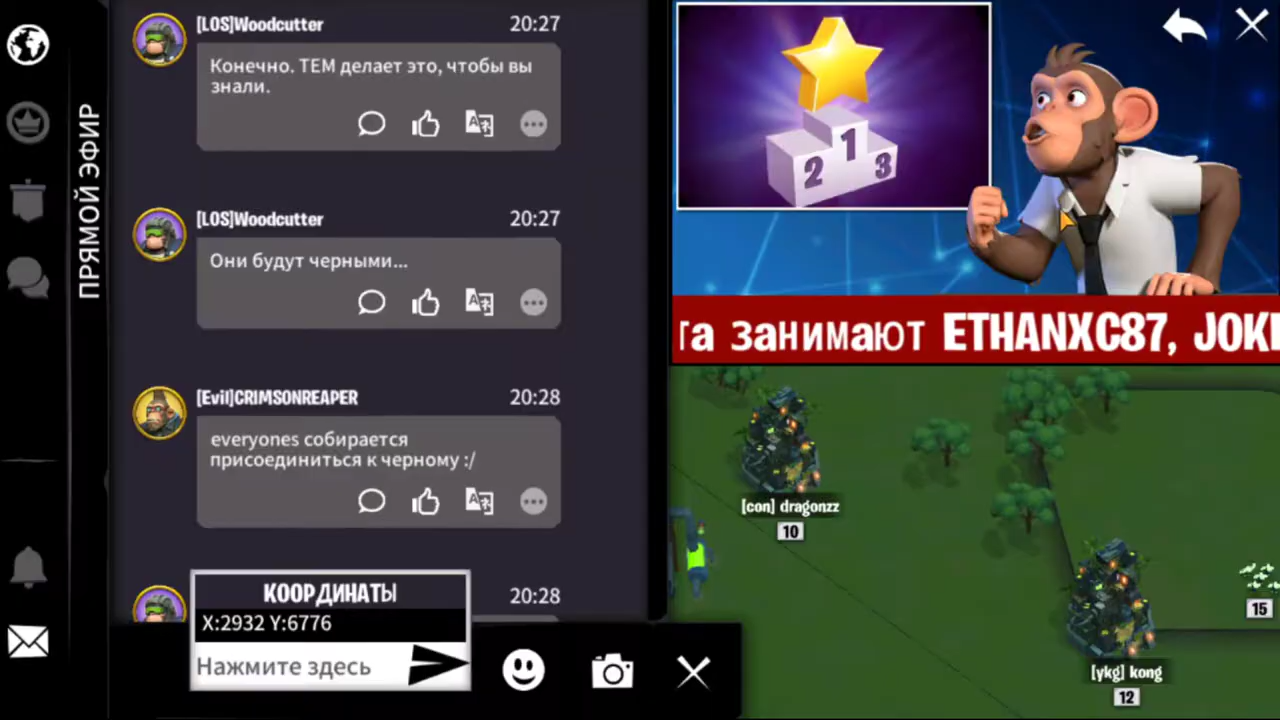 ПРЯМОЙ ЭФИР
[LOS]Woodcutter 20:27
Конечно. ТЕМ делает это, чтобы вы
знали.
[LOS]Woodcutter 20:27
Они будут черными...
[Evil]CRIMSONREAPER 20:28
everyones собирается
присоединиться к черному :/
20:28
КООРДИНАТЫ
X:2932 Y:6776
Нажмите здесь
1
2
3
та занимают ETHANXC87, JOKE
[con] dragonzz
10
15
[ykg] kong
12